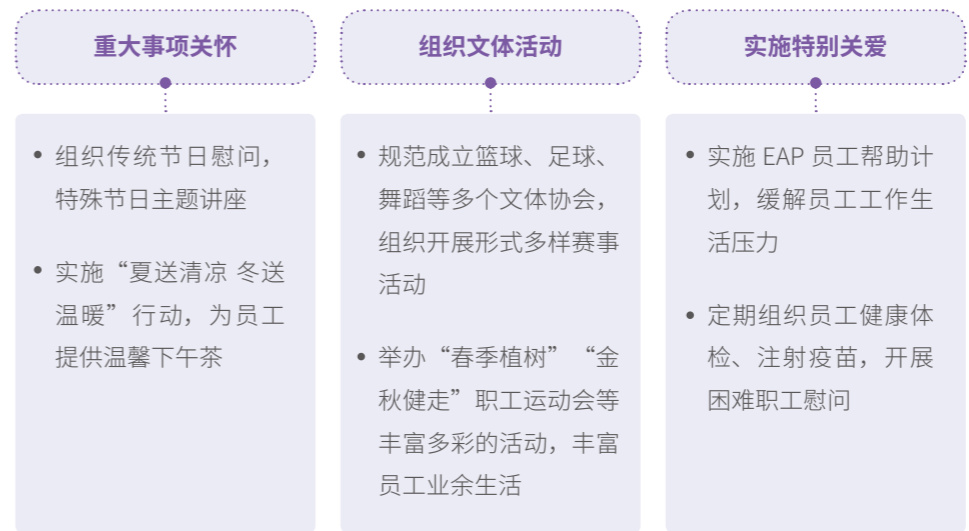 重大事项关怀
组织传统节日慰问，
特殊节日主题讲座
实施“夏送清凉 冬送
温暖”行动，为员工
提供温馨下午茶
组织文体活动
规范成立篮球、足球、
舞蹈等多个文体协会，
组织开展形式多样赛事
活动
举办“春季植树”“金
秋健走”职工运动会等
丰富多彩的活动，丰富
员工业余生活
实施特别关爱
实施 EAP 员工帮助计
划，缓解员工工作生
活压力
定期组织员工健康体
检、注射疫苗，开展
困难职工慰问